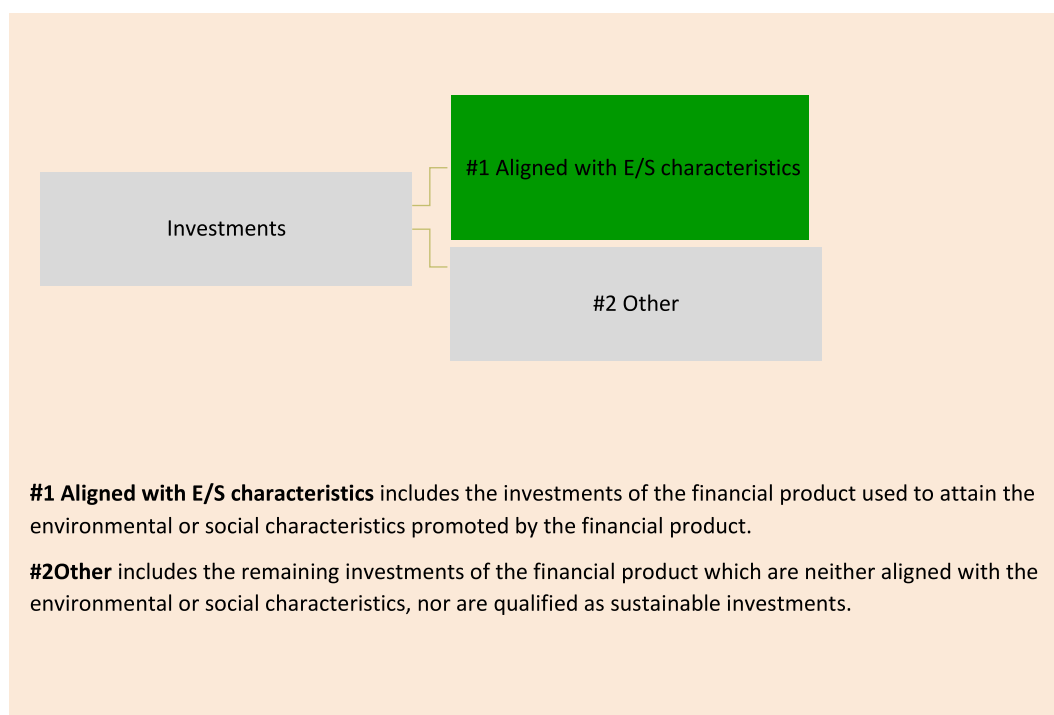 #1 Aligned with E/S characteristics
Investments
#2 Other
#1 Aligned with E/S characteristics includes the investments of the financial product used to attain the
environmental or social characteristics promoted by the financial product.
#2Other includes the remaining investments of the financial product which are neither aligned with the
environmental or social characteristics, nor are qualified as sustainable investments.